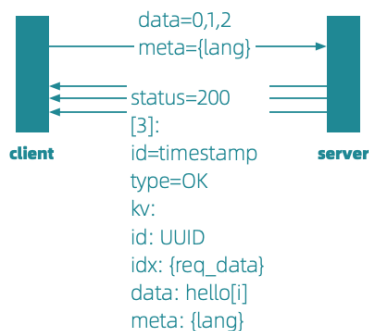 data=0,1,2
meta={lang}
status=200
[3]:
client
server
id=timestamp
type=OK
kv:
id: UUID
idx: {req_data}
data: hello[i]
meta: {lang}